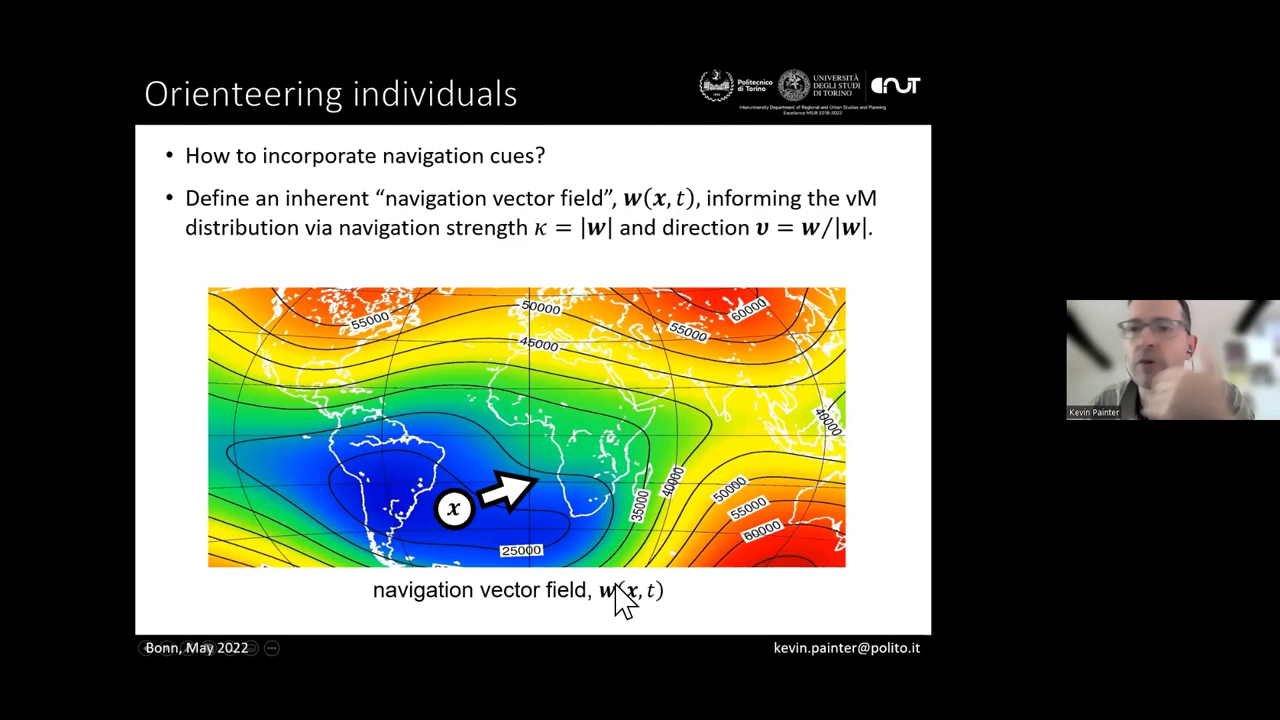 Orienteering individuals
Politecnico
di Torino
UNIVERSITÀ
DEGLI STUDI
DI TORINO
Interuniversity Department of Regional and Urban Studies and Planning
Excellence MIUR 2018-2022
• How to incorporate navigation cues?
• Define an inherent “navigation vector field”, w(x, t), informing the vM
distribution via navigation strength κ = |w| and direction υ = w/|w|.
55000
50000
45000
55000
60000
40000
x
25000
35000
40000
50000
55000
60000
navigation vector field, w(x, t)
Kevin Painter
Bonn, May 2022
kevin.painter@polito.it